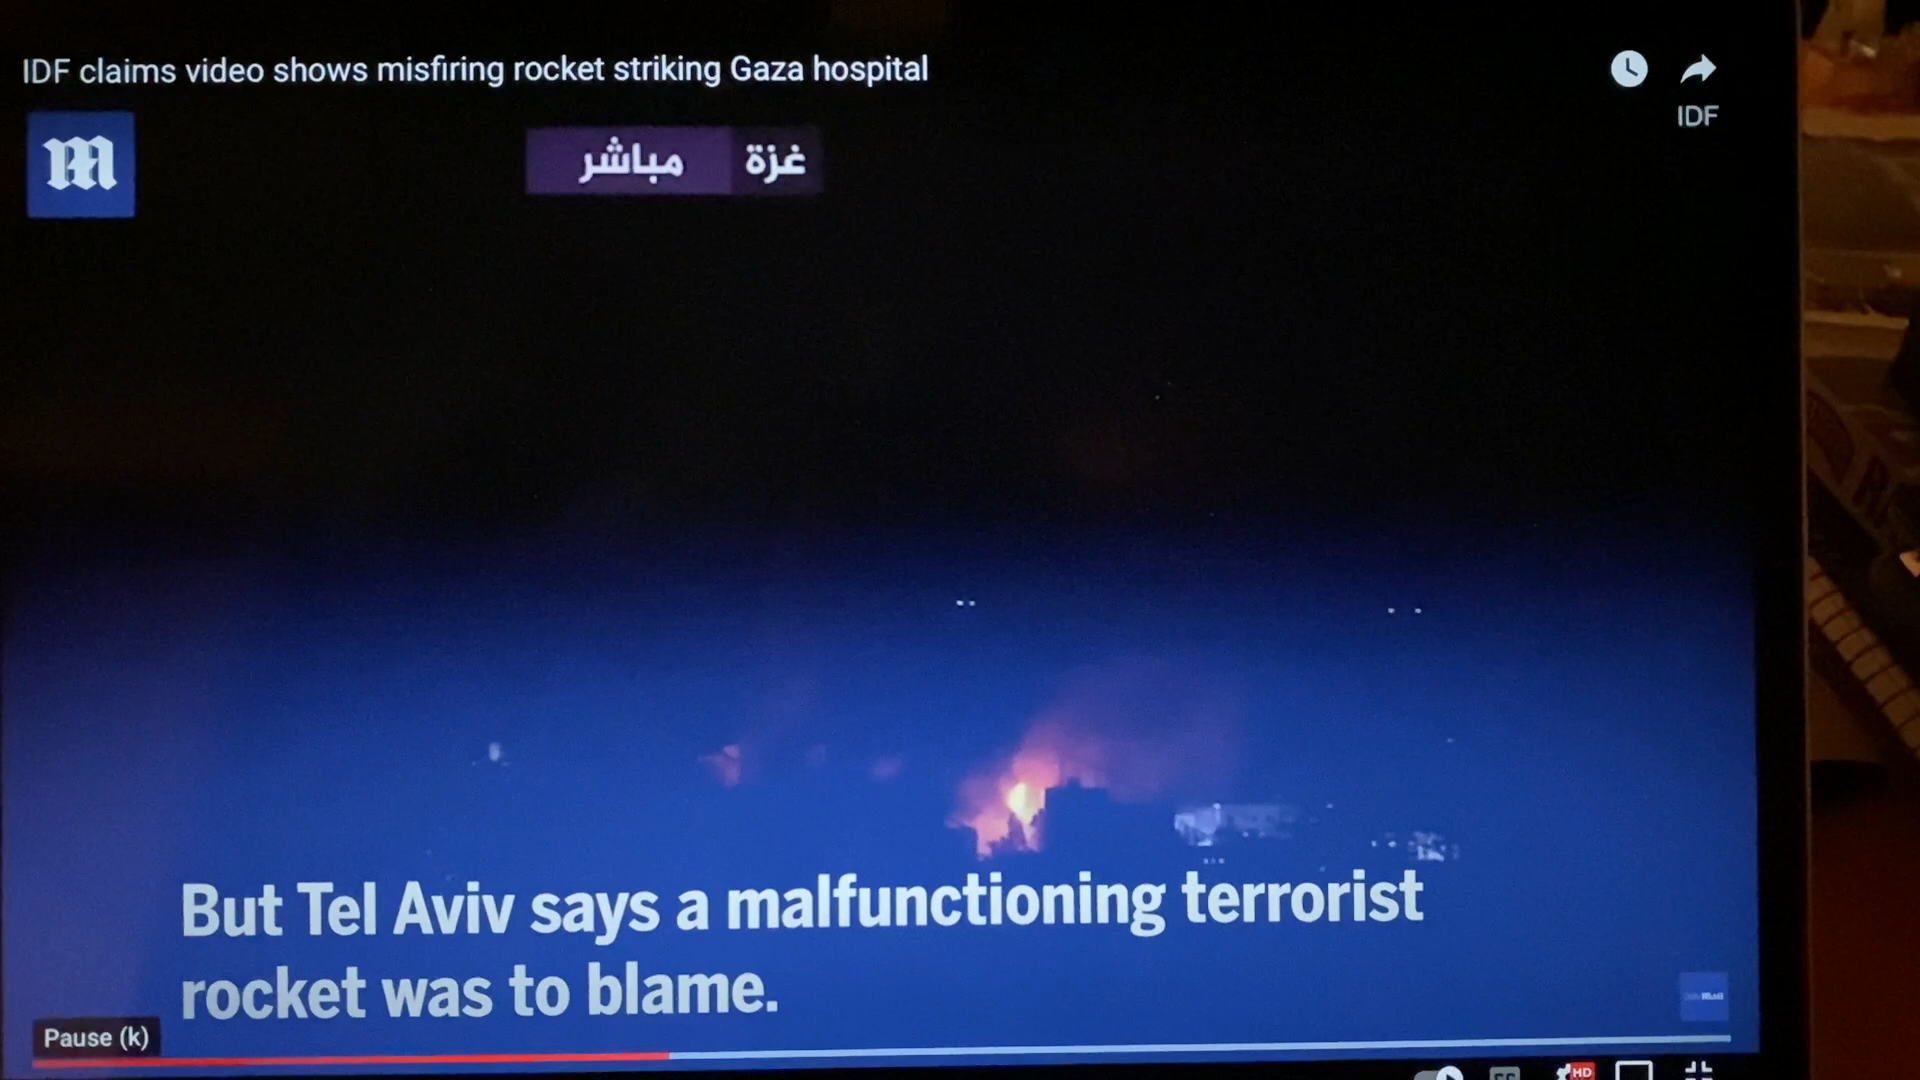 IDF claims video shows misfiring rocket striking Gaza hospital
IDF
غزة مباشر
But Tel Aviv says a malfunctioning terrorist
rocket was to blame.
Pause (k)
HD